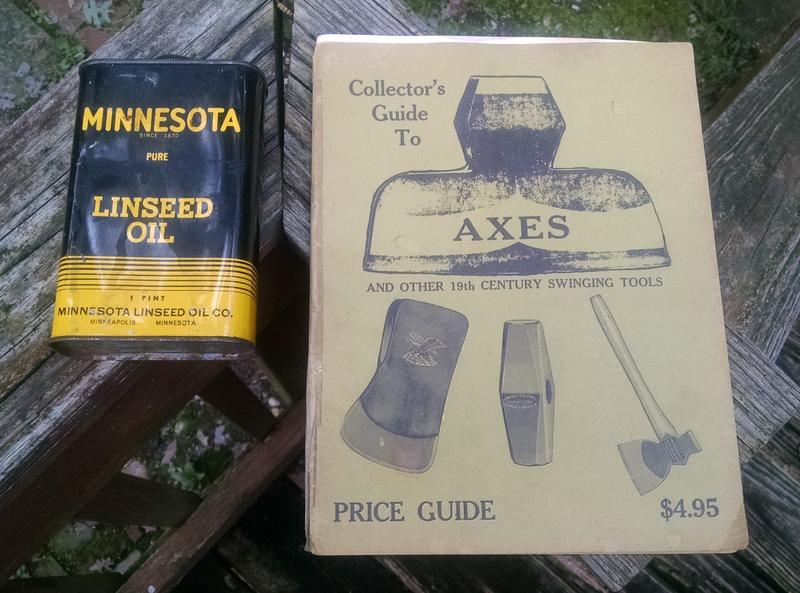 MINNESOTA
SINCE 1870
PURE
LINSEED
OIL
1 PINT
MINNESOTA LINSEED OIL CO.
MINNEAPOLIS MINNESOTA
Collector's
Guide
To
AXES
AND OTHER 19th CENTURY SWINGING TOOLS
PRICE GUIDE
$4.95